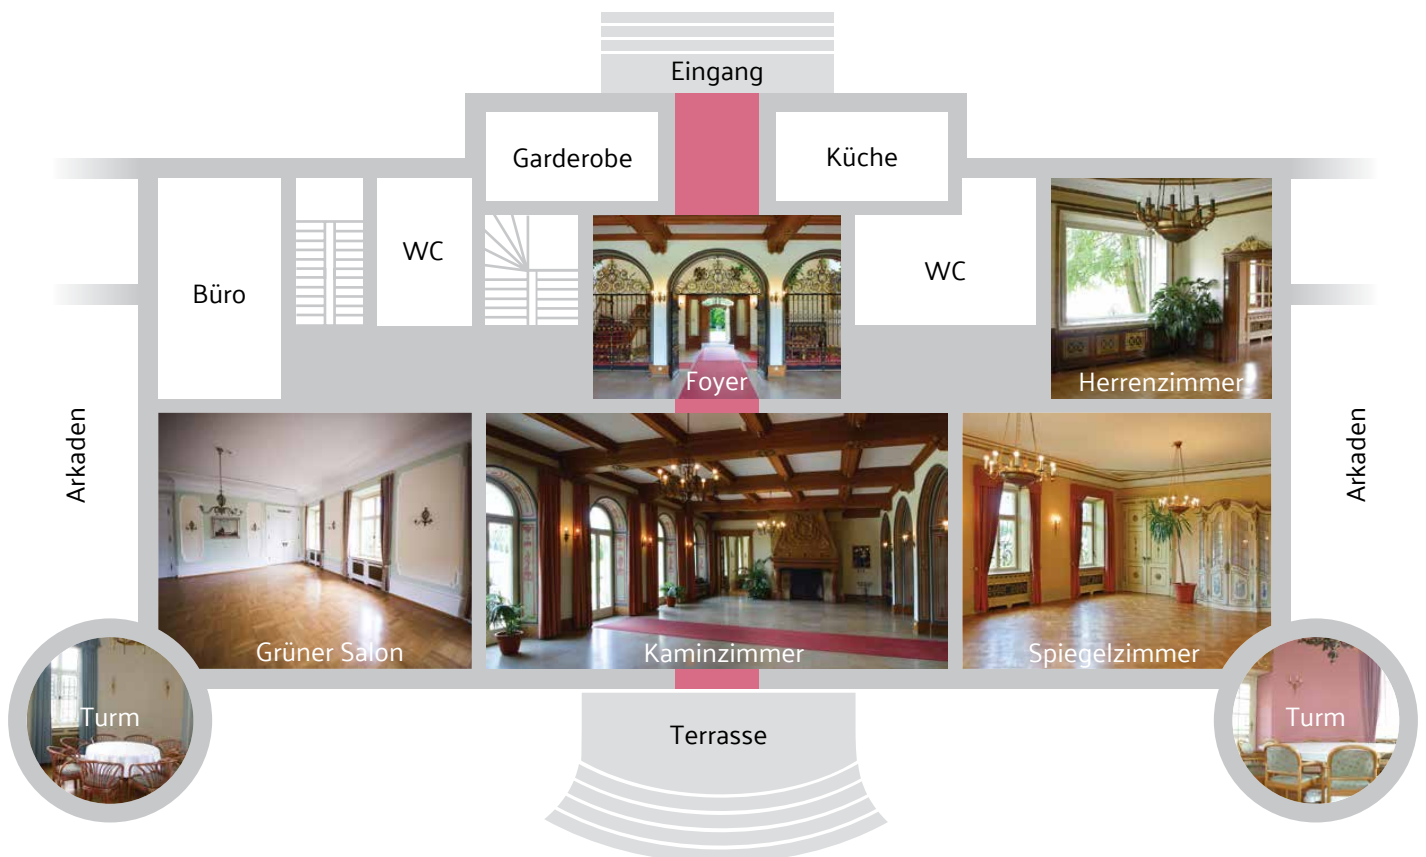 Eingang
Garderobe
Küche
Büro
WC
WC
Foyer
Herrenzimmer
Arkaden
Arkaden
Grüner Salon
Kaminzimmer
Spiegelzimmer
Turm
Terrasse
Turm